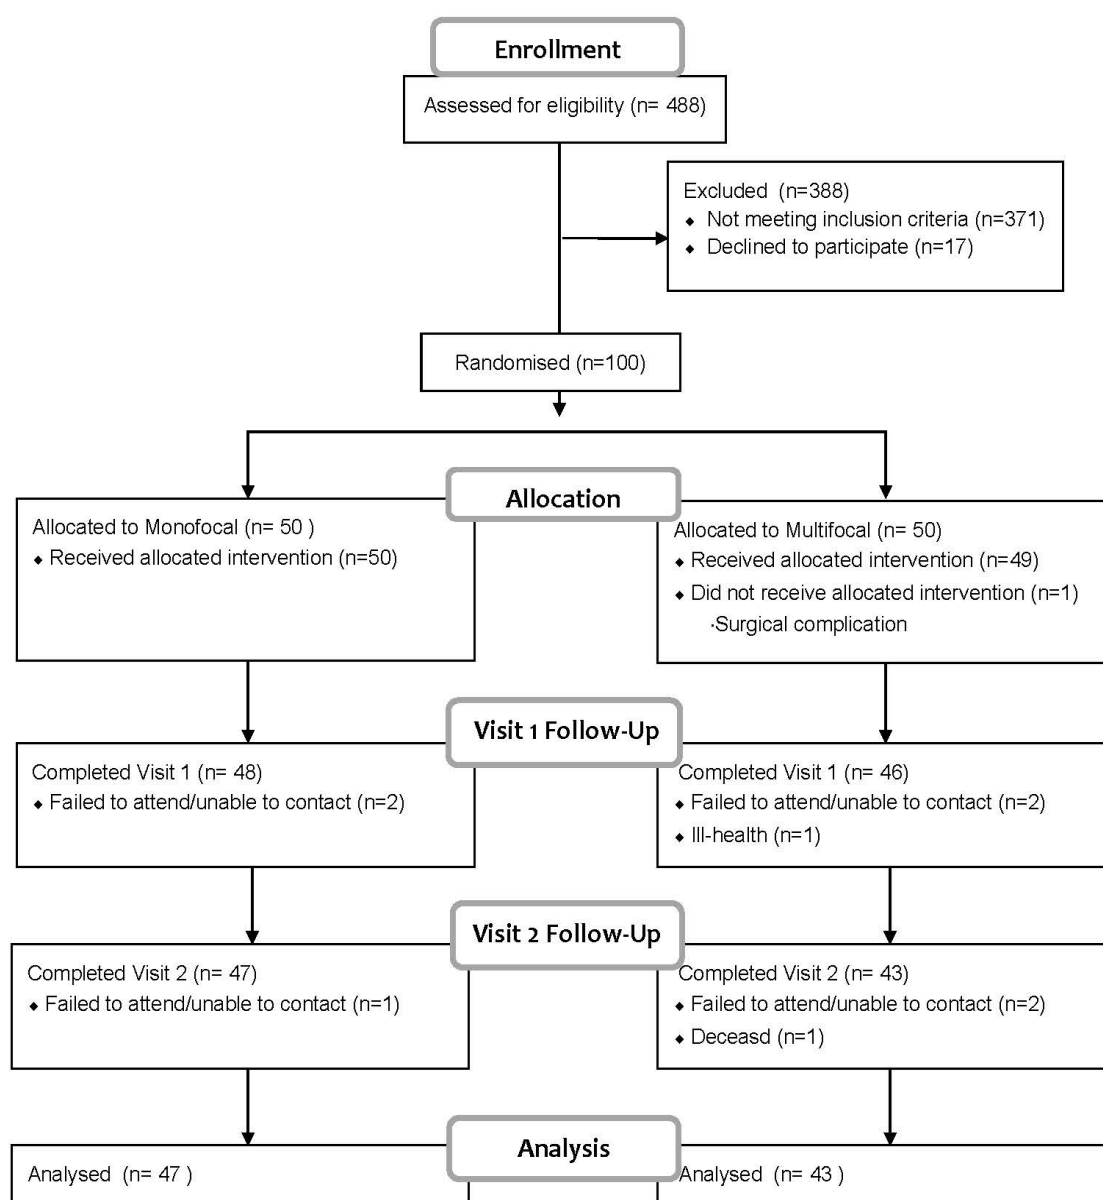 Enrollment
Assessed for eligibility (n= 488)
Excluded (n=388)
⬥ Not meeting inclusion criteria (n=371)
⬥ Declined to participate (n=17)
Randomised (n=100)
Allocation
Allocated to Monofocal (n= 50 )
⬥ Received allocated intervention (n=50)
Allocated to Multifocal (n= 50)
⬥ Received allocated intervention (n=49)
⬥ Did not receive allocated intervention (n=1)
·Surgical complication
Visit 1 Follow-Up
Completed Visit 1 (n= 48)
⬥ Failed to attend/unable to contact (n=2)
Completed Visit 1 (n= 46)
⬥ Failed to attend/unable to contact (n=2)
⬥ Ill-health (n=1)
Visit 2 Follow-Up
Completed Visit 2 (n= 47)
⬥ Failed to attend/unable to contact (n=1)
Completed Visit 2 (n= 43)
⬥ Failed to attend/unable to contact (n=2)
⬥ Deceasd (n=1)
Analysis
Analysed (n= 47 )
Analysed (n= 43 )